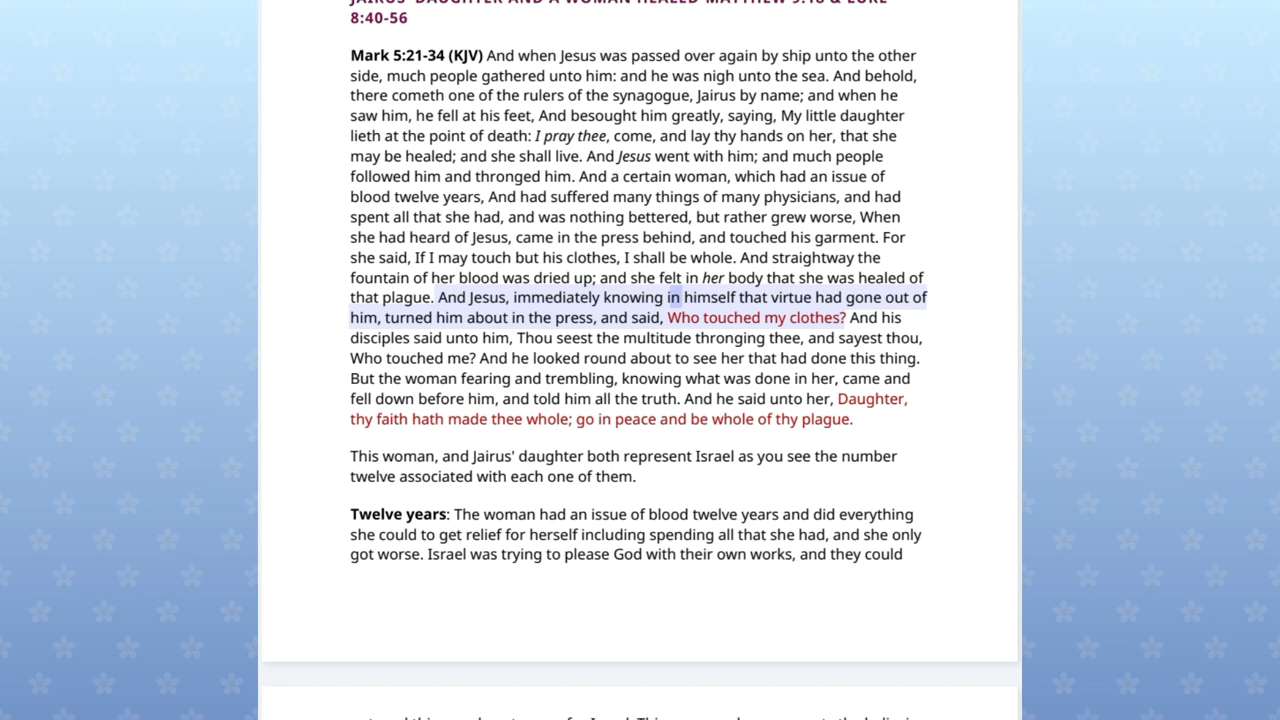 JAIRUS' DAUGHTER AND A WOMAN HEALED MATTHEW 9:18 & LUKE
8:40-56
Mark 5:21-34 (KJV) And when Jesus was passed over again by ship unto the other
side, much people gathered unto him: and he was nigh unto the sea. And behold,
there cometh one of the rulers of the synagogue, Jairus by name; and when he
saw him, he fell at his feet, And besought him greatly, saying, My little daughter
lieth at the point of death: I pray thee, come, and lay thy hands on her, that she
may be healed; and she shall live. And Jesus went with him; and much people
followed him and thronged him. And a certain woman, which had an issue of
blood twelve years, And had suffered many things of many physicians, and had
spent all that she had, and was nothing bettered, but rather grew worse, When
she had heard of Jesus, came in the press behind, and touched his garment. For
she said, If I may touch but his clothes, I shall be whole. And straightway the
fountain of her blood was dried up; and she felt in her body that she was healed of
that plague. And Jesus, immediately knowing in himself that virtue had gone out of
him, turned him about in the press, and said, Who touched my clothes? And his
disciples said unto him, Thou seest the multitude thronging thee, and sayest thou,
Who touched me? And he looked round about to see her that had done this thing.
But the woman fearing and trembling, knowing what was done in her, came and
fell down before him, and told him all the truth. And he said unto her, Daughter,
thy faith hath made thee whole; go in peace and be whole of thy plague.
This woman, and Jairus' daughter both represent Israel as you see the number
twelve associated with each one of them.
Twelve years: The woman had an issue of blood twelve years and did everything
she could to get relief for herself including spending all that she had, and she only
got worse. Israel was trying to please God with their own works, and they could